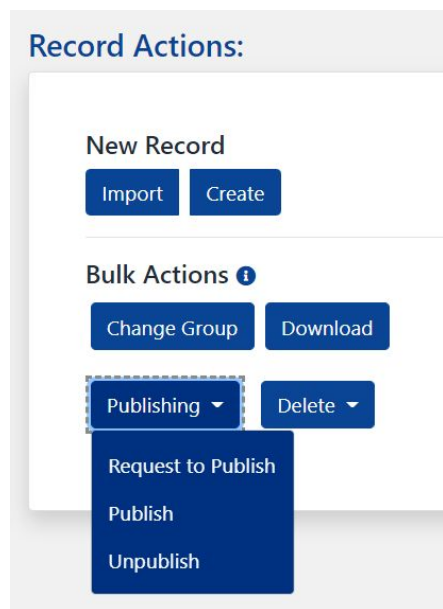 Record Actions:
New Record
Import Create
Bulk Actions
Change Group Download
Publishing Delete
Request to Publish
Publish
Unpublish